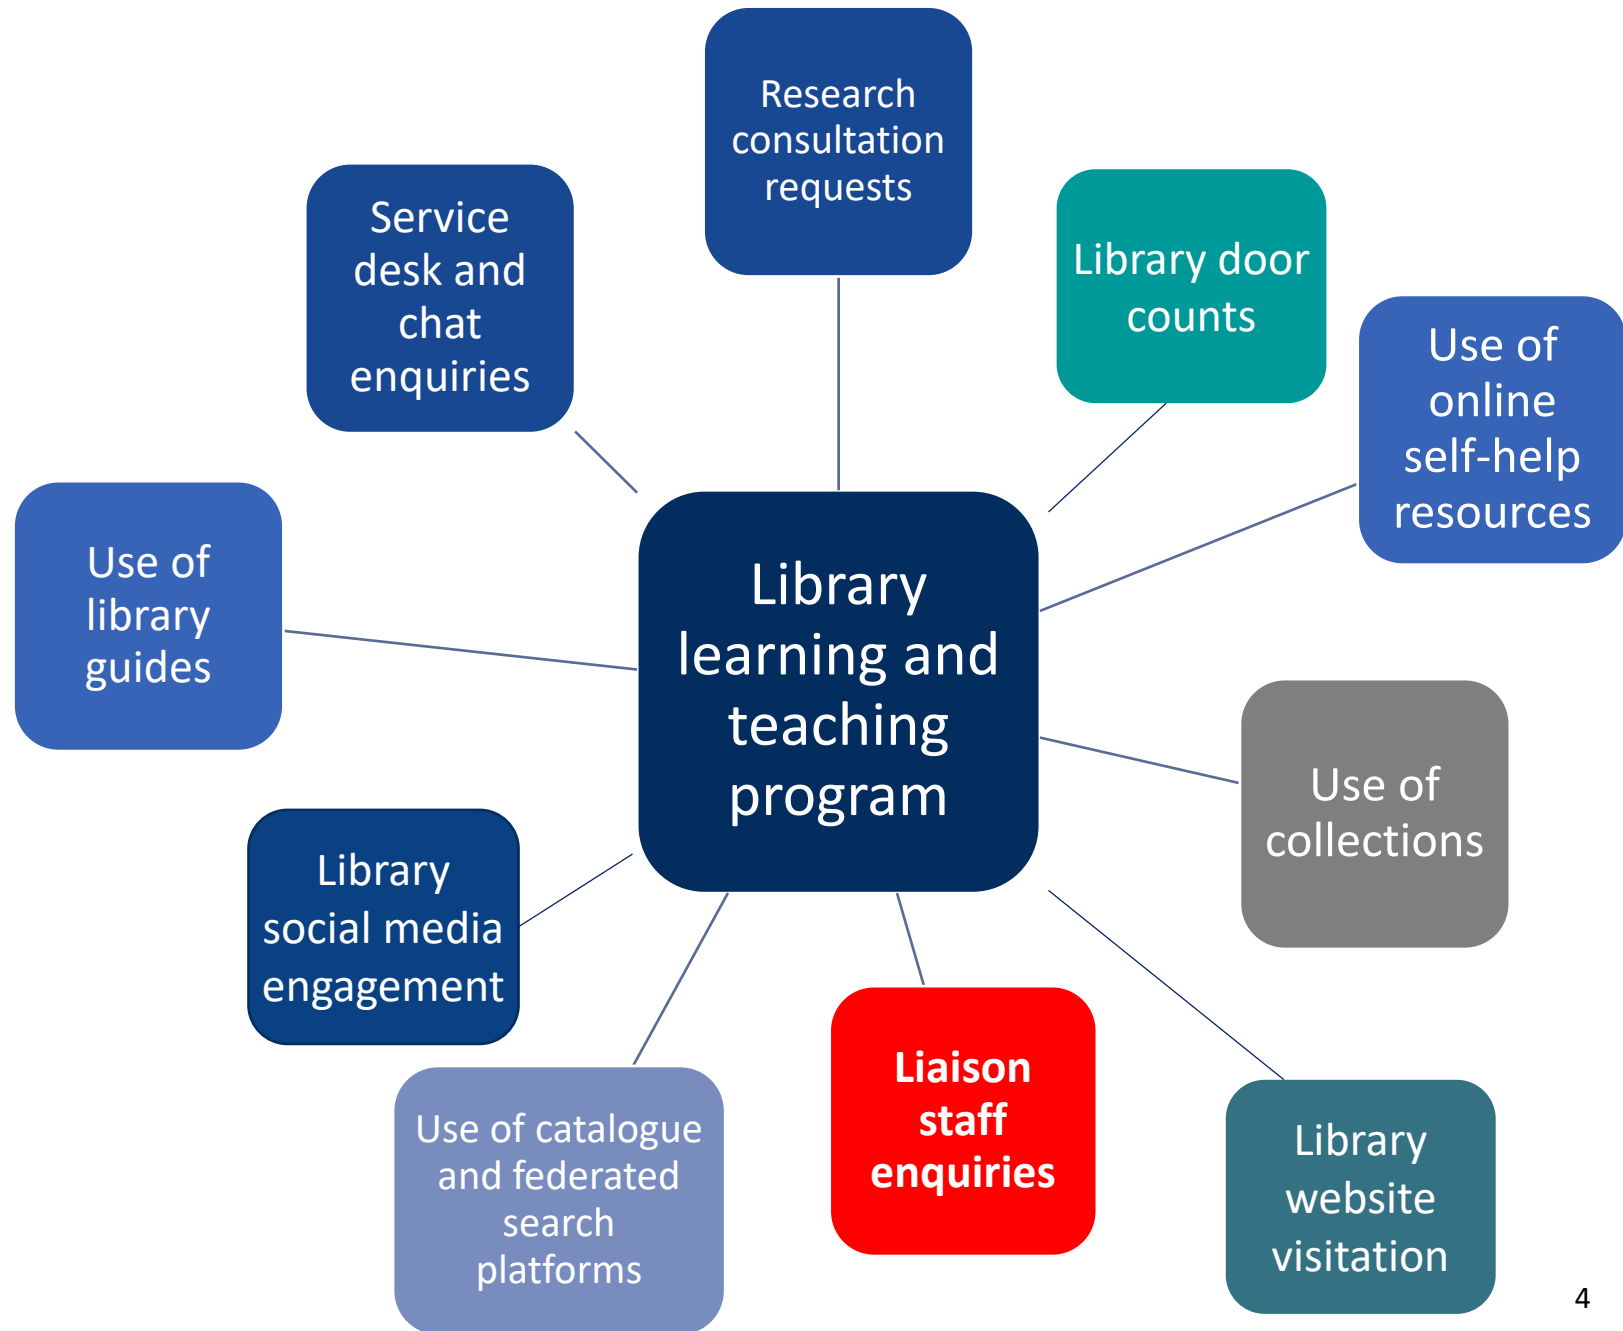 Research
consultation
requests
Service
desk and
chat
enquiries
Library door
counts
Use of
online
self-help
resources
Use of
library
guides
Library
learning and
teaching
program
Use of
collections
Library
social media
engagement
Liaison
staff
enquiries
Use of catalogue
and federated
search
platforms
Library
website
visitation
4